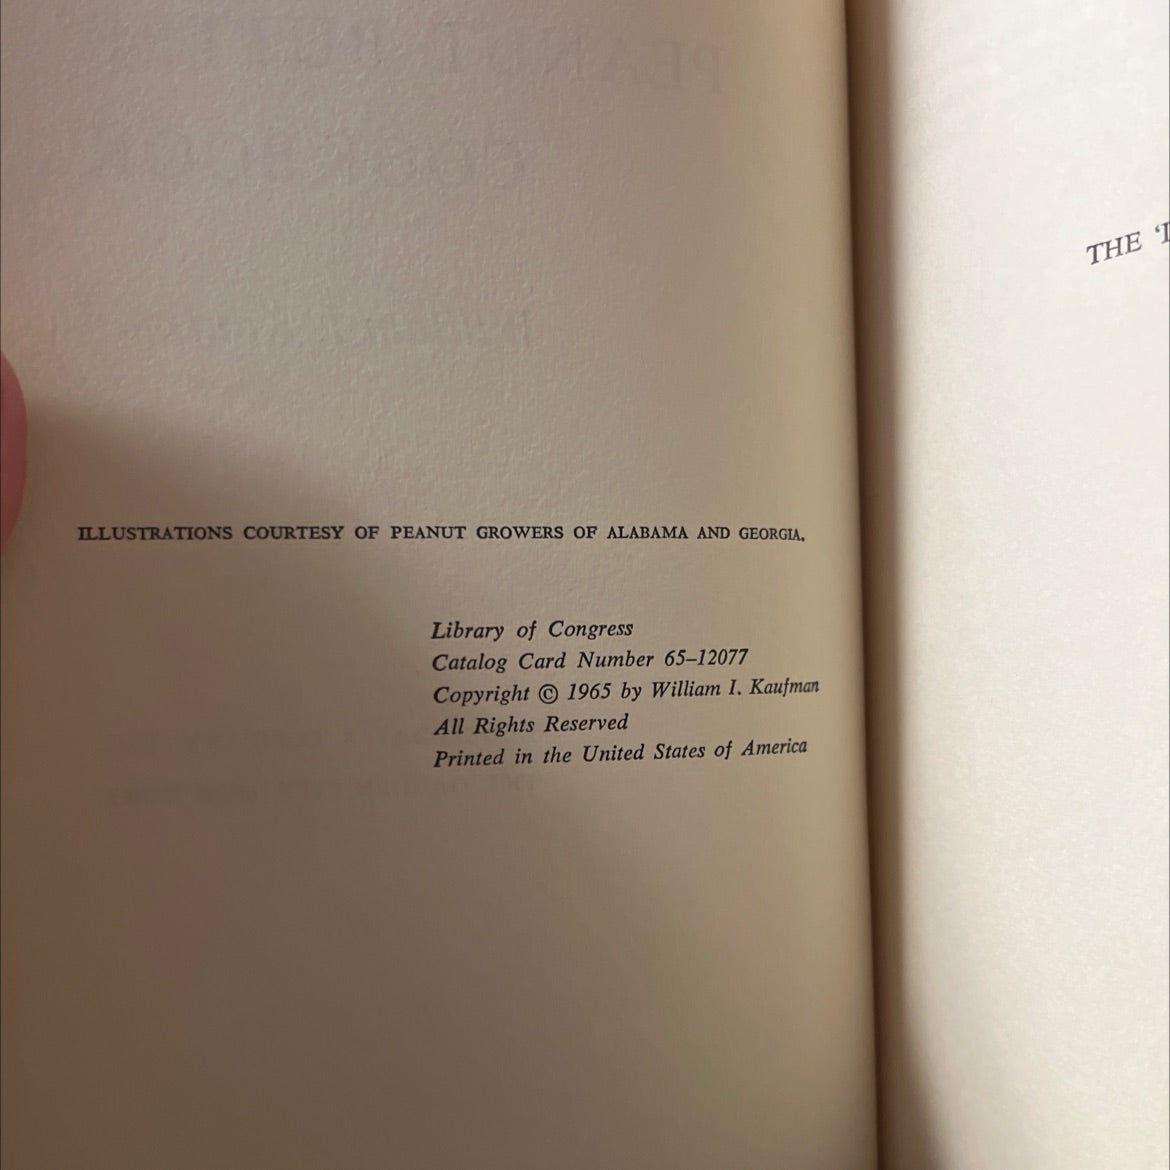 ILLUSTRATIONS COURTESY OF PEANUT GROWERS OF ALABAMA AND GEORGIA.
Library of Congress
Catalog Card Number 65–12077
Copyright © 1965 by William I. Kaufman
All Rights Reserved
Printed in the United States of America
THE